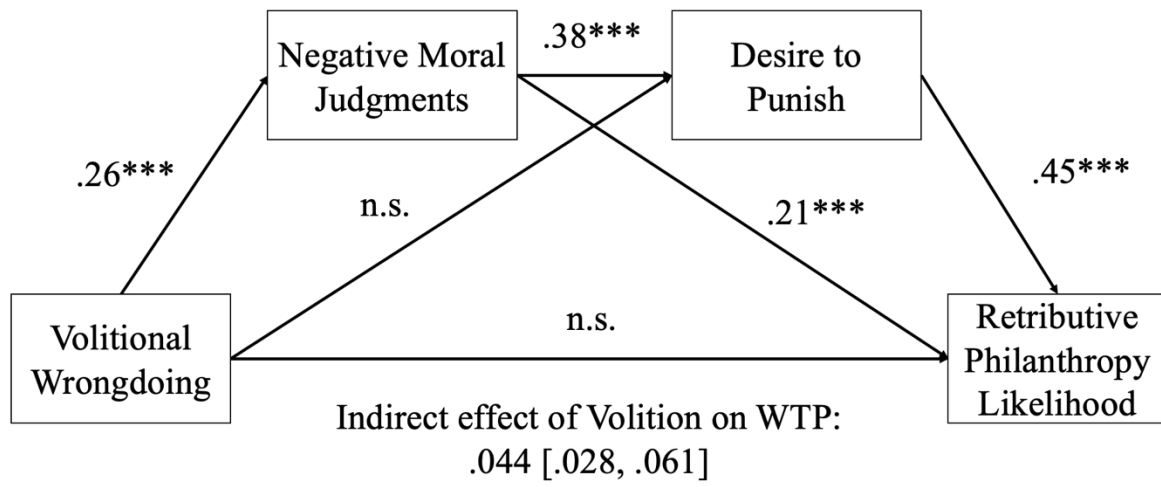 Negative Moral
Judgments
.38***
Desire to
Punish
.26***
n.s.
.21***
.45***
Volitional
Wrongdoing
n.s.
Retributive
Philanthropy
Likelihood
Indirect effect of Volition on WTP:
.044 [.028, .061]